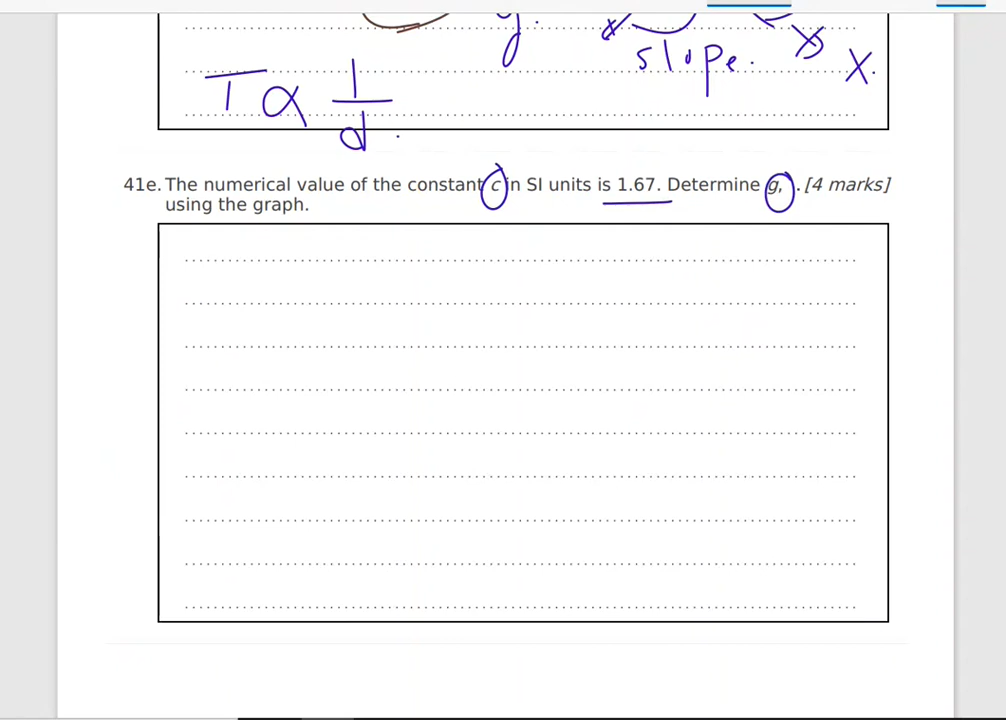 y.
slope.
x.
T α 1/d.
41e. The numerical value of the constant c in SI units is 1.67. Determine g, . [4 marks]
using the graph.